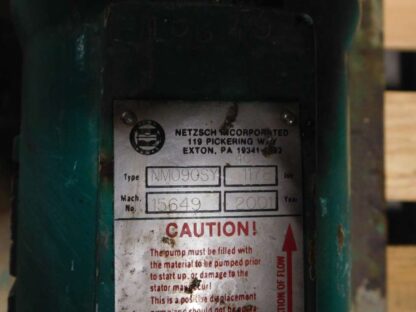 NETZSCH INCORPORATED
119 PICKERING WAY
EXTON, PA 19341
Type NM090SY
Mach. No. 15649 2001 Year
CAUTION!
The pump must be filled with
the material to be pumped prior
to start up, or damage to the
stator may occur!
This is a positive displacement
DIRECTION OF FLOW